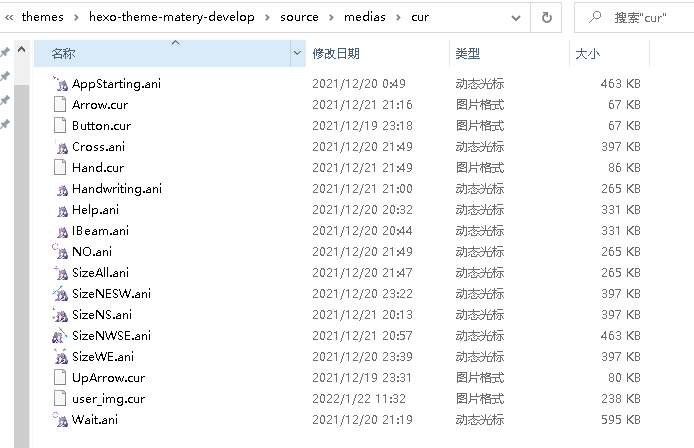 « themes › hexo-theme-matery-develop › source › medias › cur 搜索"cur"
名称 修改日期 类型 大小
AppStarting.ani 2021/12/20 0:49 动态光标 463 KB
Arrow.cur 2021/12/21 21:16 图片格式 67 KB
Button.cur 2021/12/19 23:18 图片格式 67 KB
Cross.ani 2021/12/20 21:49 动态光标 397 KB
Hand.cur 2021/12/21 21:49 图片格式 86 KB
Handwriting.ani 2021/12/21 21:00 动态光标 265 KB
Help.ani 2021/12/20 20:32 动态光标 331 KB
IBeam.ani 2021/12/20 20:44 动态光标 331 KB
NO.ani 2021/12/20 21:49 动态光标 265 KB
SizeAll.ani 2021/12/20 21:47 动态光标 265 KB
SizeNESW.ani 2021/12/20 23:22 动态光标 397 KB
SizeNS.ani 2021/12/21 20:13 动态光标 397 KB
SizeNWSE.ani 2021/12/21 20:57 动态光标 463 KB
SizeWE.ani 2021/12/20 23:39 动态光标 397 KB
UpArrow.cur 2021/12/19 23:31 图片格式 80 KB
user_img.cur 2022/1/22 11:32 图片格式 238 KB
Wait.ani 2021/12/20 21:19 动态光标 595 KB